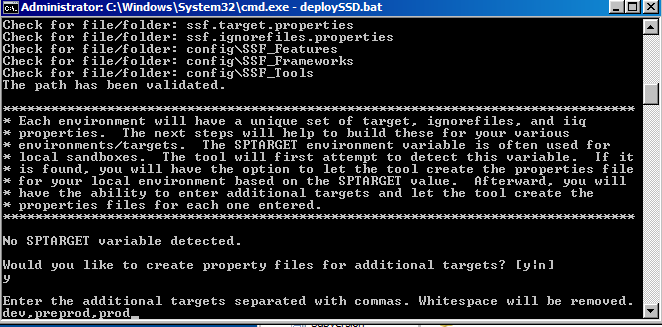 Administrator: C:\Windows\System32\cmd.exe - deploySSD.bat
Check for file/folder: ssf.target.properties
Check for file/folder: ssf.ignorefiles.properties
Check for file/folder: config\SSF_Features
Check for file/folder: config\SSF_Frameworks
Check for file/folder: config\SSF_Tools
The path has been validated.
*******************************************************************************
* Each environment will have a unique set of target, ignorefiles, and iiq
* properties.  The next steps will help to build these for your various
* environments/targets.  The SPTARGET environment variable is often used for
* local sandboxes.  The tool will first attempt to detect this variable.  If it
* is found, you will have the option to let the tool create the properties file
* for your local environment based on the SPTARGET value.  Afterward, you will
* have the ability to enter additional targets and let the tool create the
* properties files for each one entered.
*******************************************************************************
No SPTARGET variable detected.
Would you like to create property files for additional targets? [y|n]
y
Enter the additional targets separated with commas. Whitespace will be removed.
dev,preprod,prod_